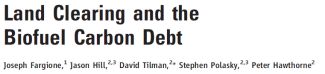 Land Clearing and the
Biofuel Carbon Debt
Joseph Fargione,¹ Jason Hill,²,³ David Tilman,²* Stephen Polasky,²,³ Peter Hawthorne²